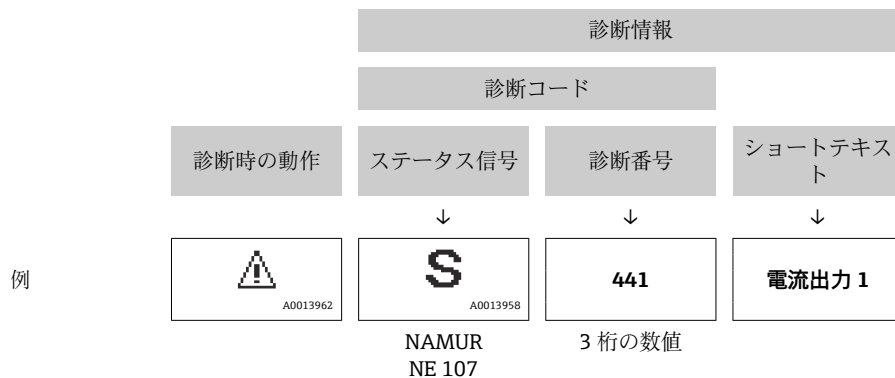 診断情報
診断コード
診断時の動作 ステータス信号 診断番号 ショートテキス
ト
↓ ↓ ↓
例 ⚠ S 441 電流出力 1
A0013962 A0013958
NAMUR 3 桁の数値
NE 107